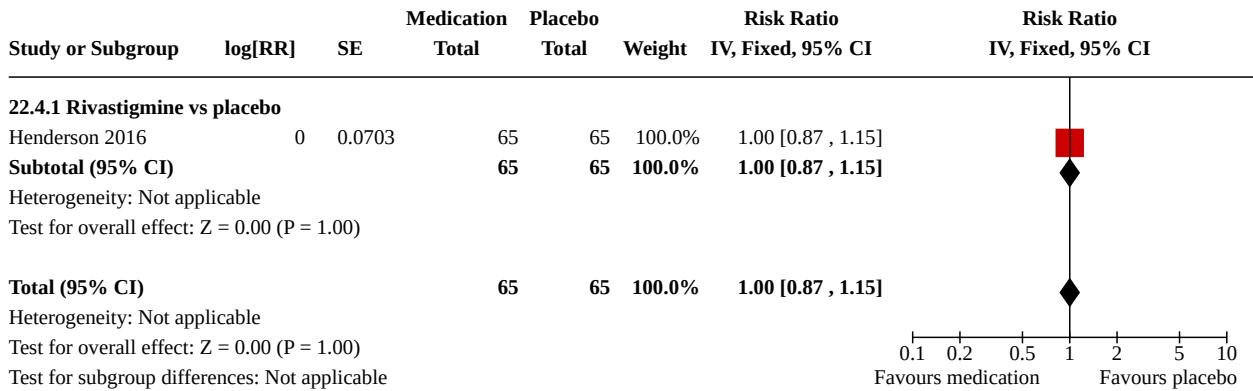 Medication Placebo Risk Ratio Risk Ratio
Study or Subgroup log[RR] SE Total Total Weight IV, Fixed, 95% CI IV, Fixed, 95% CI
22.4.1 Rivastigmine vs placebo
Henderson 2016 0 0.0703 65 65 100.0% 1.00 [0.87 , 1.15]
Subtotal (95% CI) 65 65 100.0% 1.00 [0.87 , 1.15]
Heterogeneity: Not applicable
Test for overall effect: Z = 0.00 (P = 1.00)
Total (95% CI) 65 65 100.0% 1.00 [0.87 , 1.15]
Heterogeneity: Not applicable
Test for overall effect: Z = 0.00 (P = 1.00)
0.1 0.2 0.5 1 2 5 10
Test for subgroup differences: Not applicable
Favours medication Favours placebo